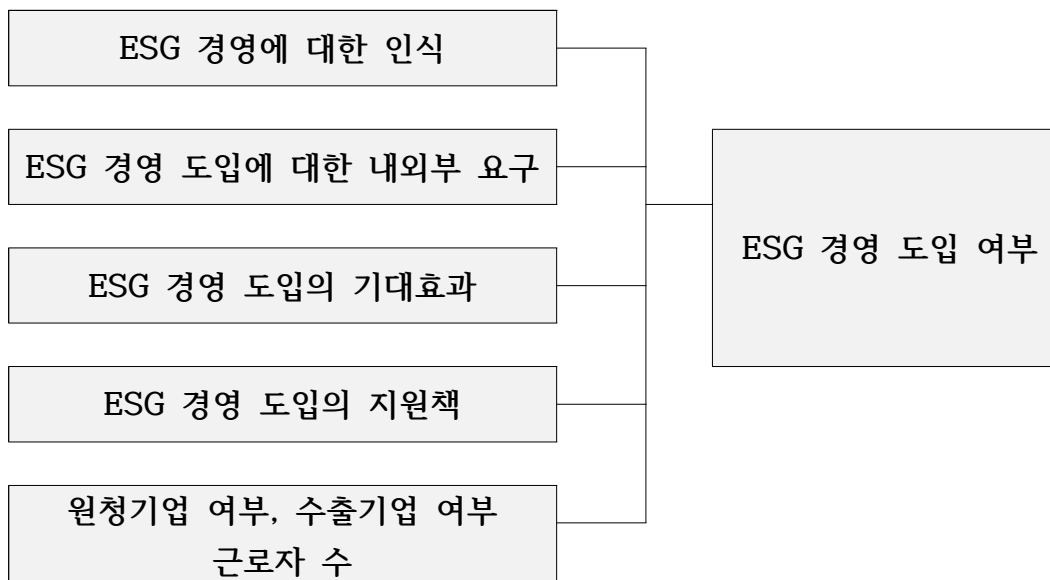 ESG 경영에 대한 인식
ESG 경영 도입에 대한 내외부 요구
ESG 경영 도입의 기대효과
ESG 경영 도입의 지원책
원청기업 여부, 수출기업 여부
근로자 수
ESG 경영 도입 여부